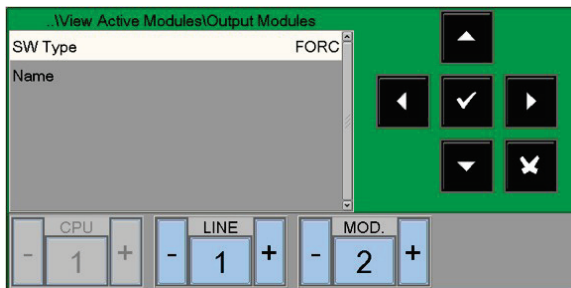 ..\View Active Modules\Output Modules
SW Type FORC
Name
CPU LINE MOD.
- 1 + - 1 + - 2 +